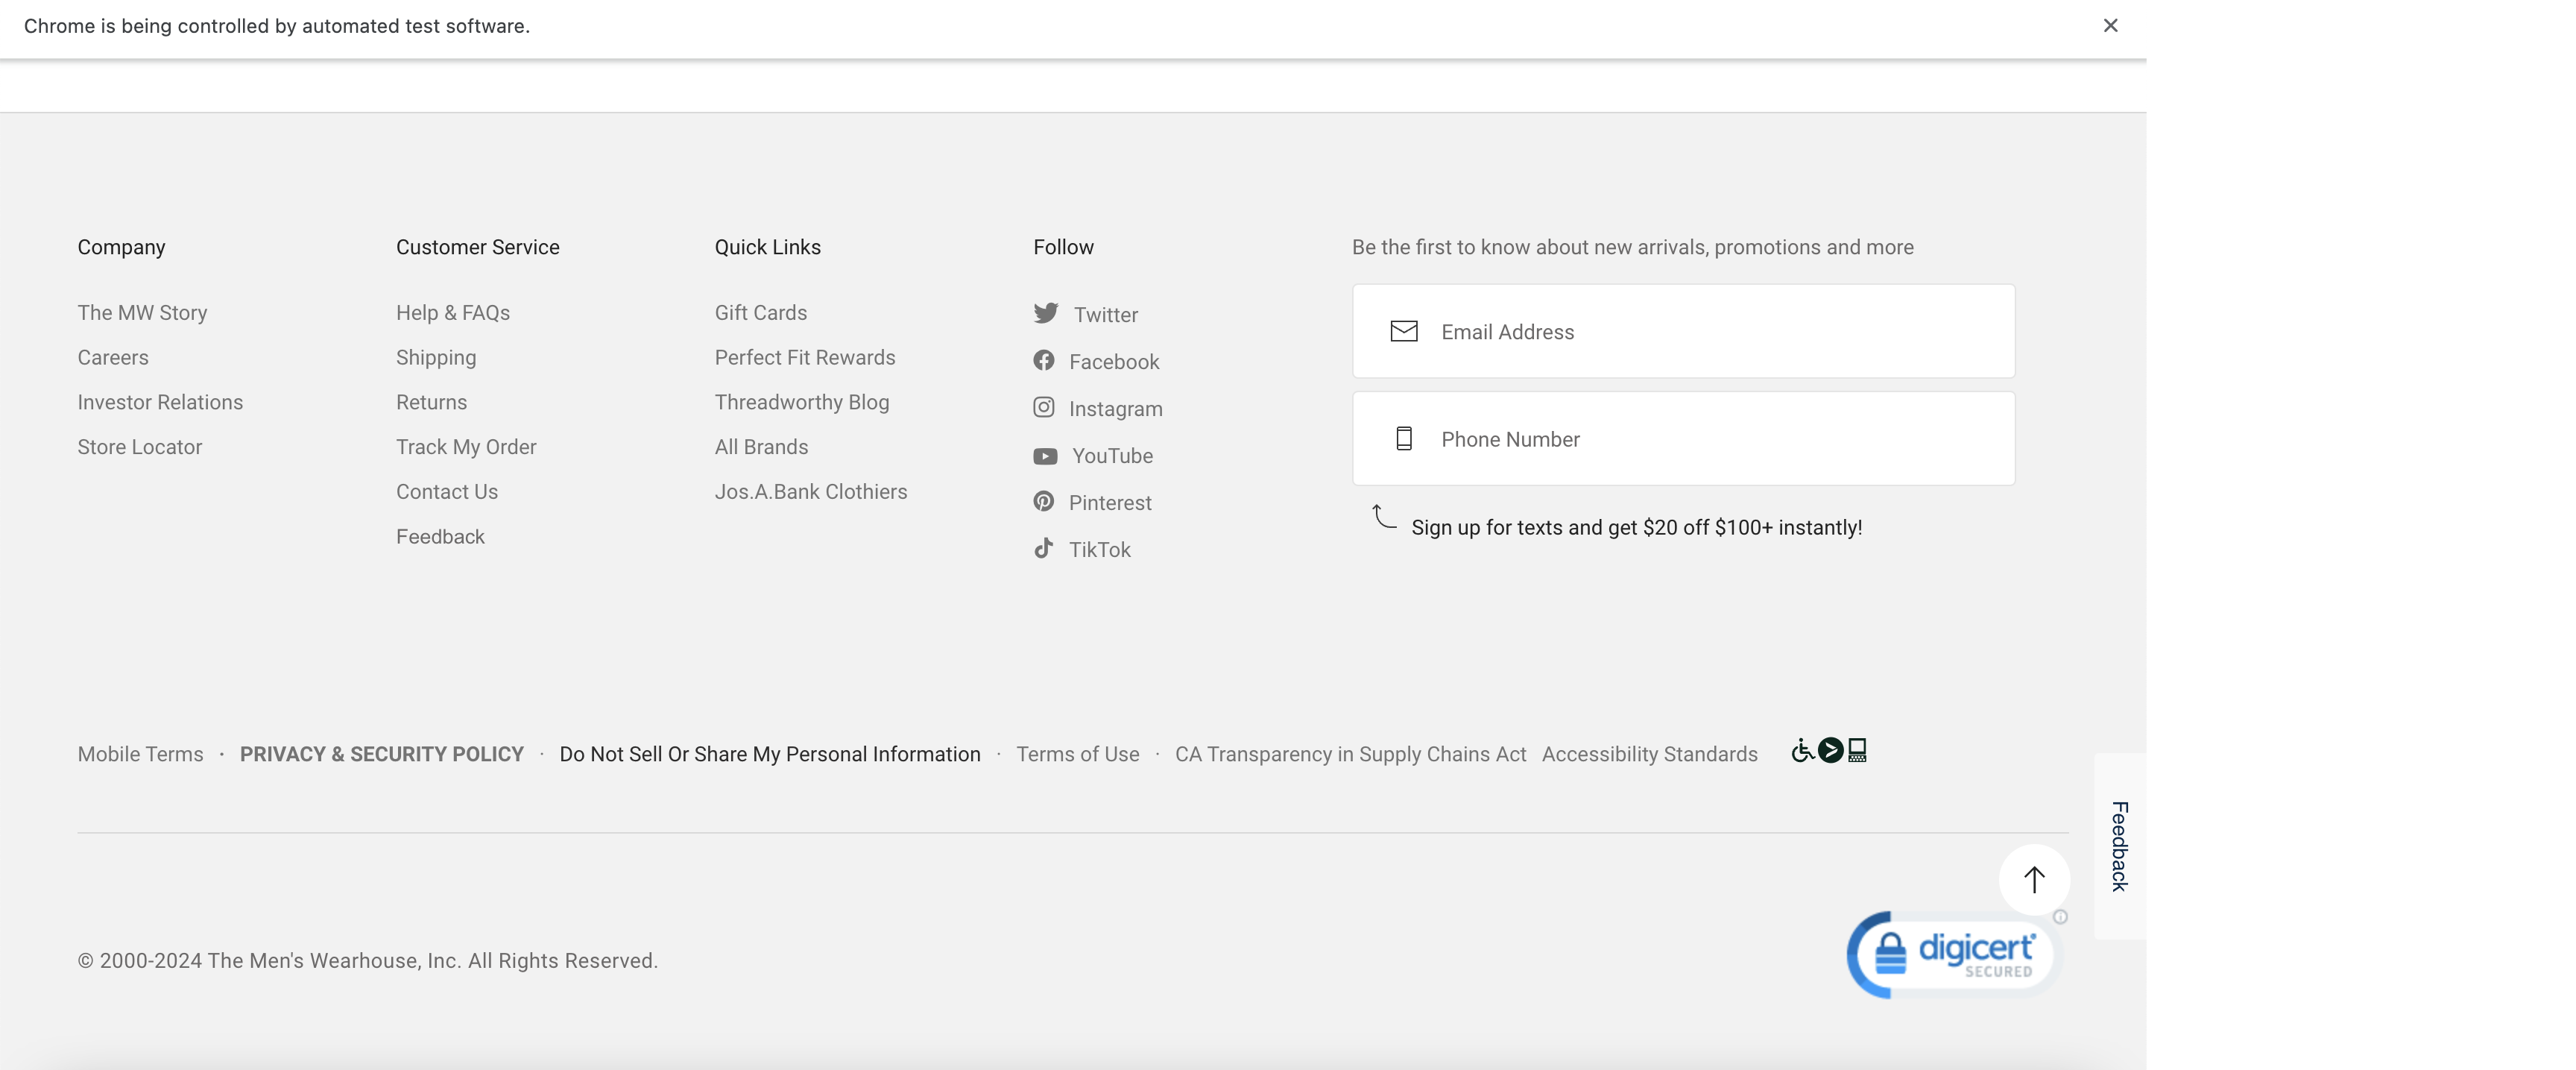 Chrome is being controlled by automated test software.
Company
The MW Story
Careers
Investor Relations
Store Locator
Customer Service
Help & FAQs
Shipping
Returns
Track My Order
Contact Us
Feedback
Quick Links
Gift Cards
Perfect Fit Rewards
Threadworthy Blog
All Brands
Jos.A.Bank Clothiers
Follow
Twitter
Facebook
Instagram
YouTube
Pinterest
TikTok
Be the first to know about new arrivals, promotions and more
Email Address
Phone Number
Sign up for texts and get $20 off $100+ instantly!
Mobile Terms · PRIVACY & SECURITY POLICY · Do Not Sell Or Share My Personal Information · Terms of Use · CA Transparency in Supply Chains Act Accessibility Standards
Feedback
© 2000-2024 The Men's Wearhouse, Inc. All Rights Reserved.
digicert
SECURED